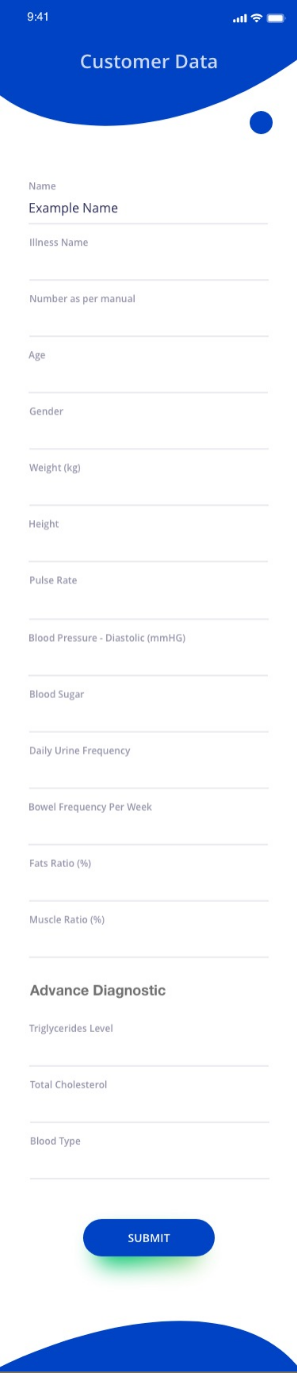 9:41
Customer Data
Name
Example Name
Illness Name
Number as per manual
Age
Gender
Weight (kg)
Height
Pulse Rate
Blood Pressure - Diastolic (mmHG)
Blood Sugar
Daily Urine Frequency
Bowel Frequency Per Week
Fats Ratio (%)
Muscle Ratio (%)
Advance Diagnostic
Triglycerides Level
Total Cholesterol
Blood Type
SUBMIT